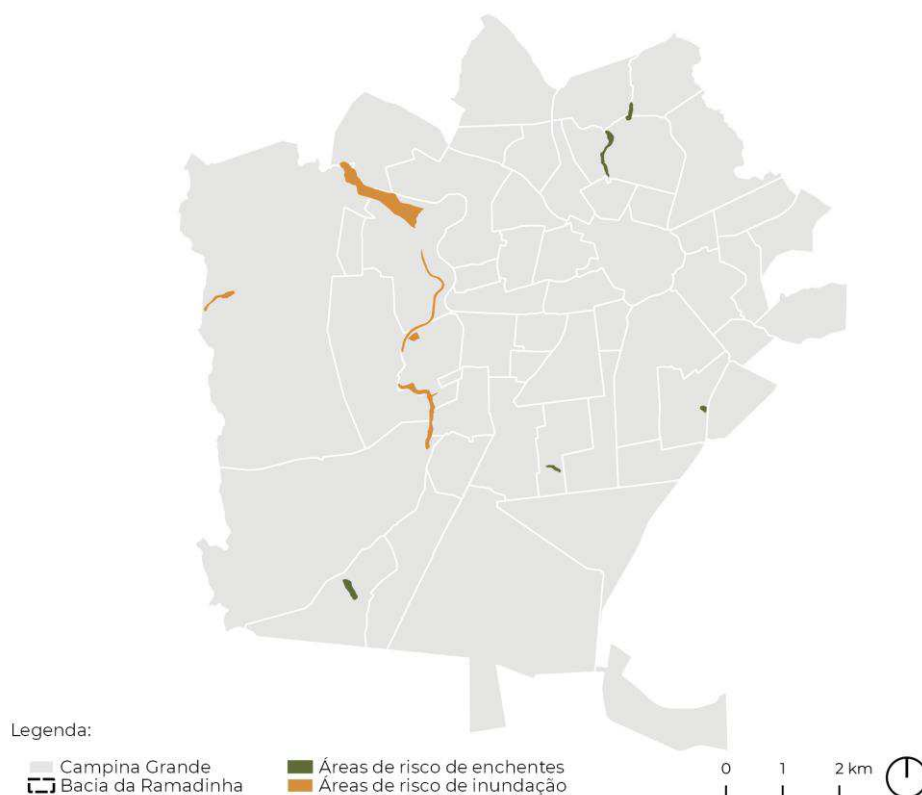 Legenda:
Campina Grande
Bacia da Ramadinha
Áreas de risco de enchentes
Áreas de risco de inundação
0 1 2 km